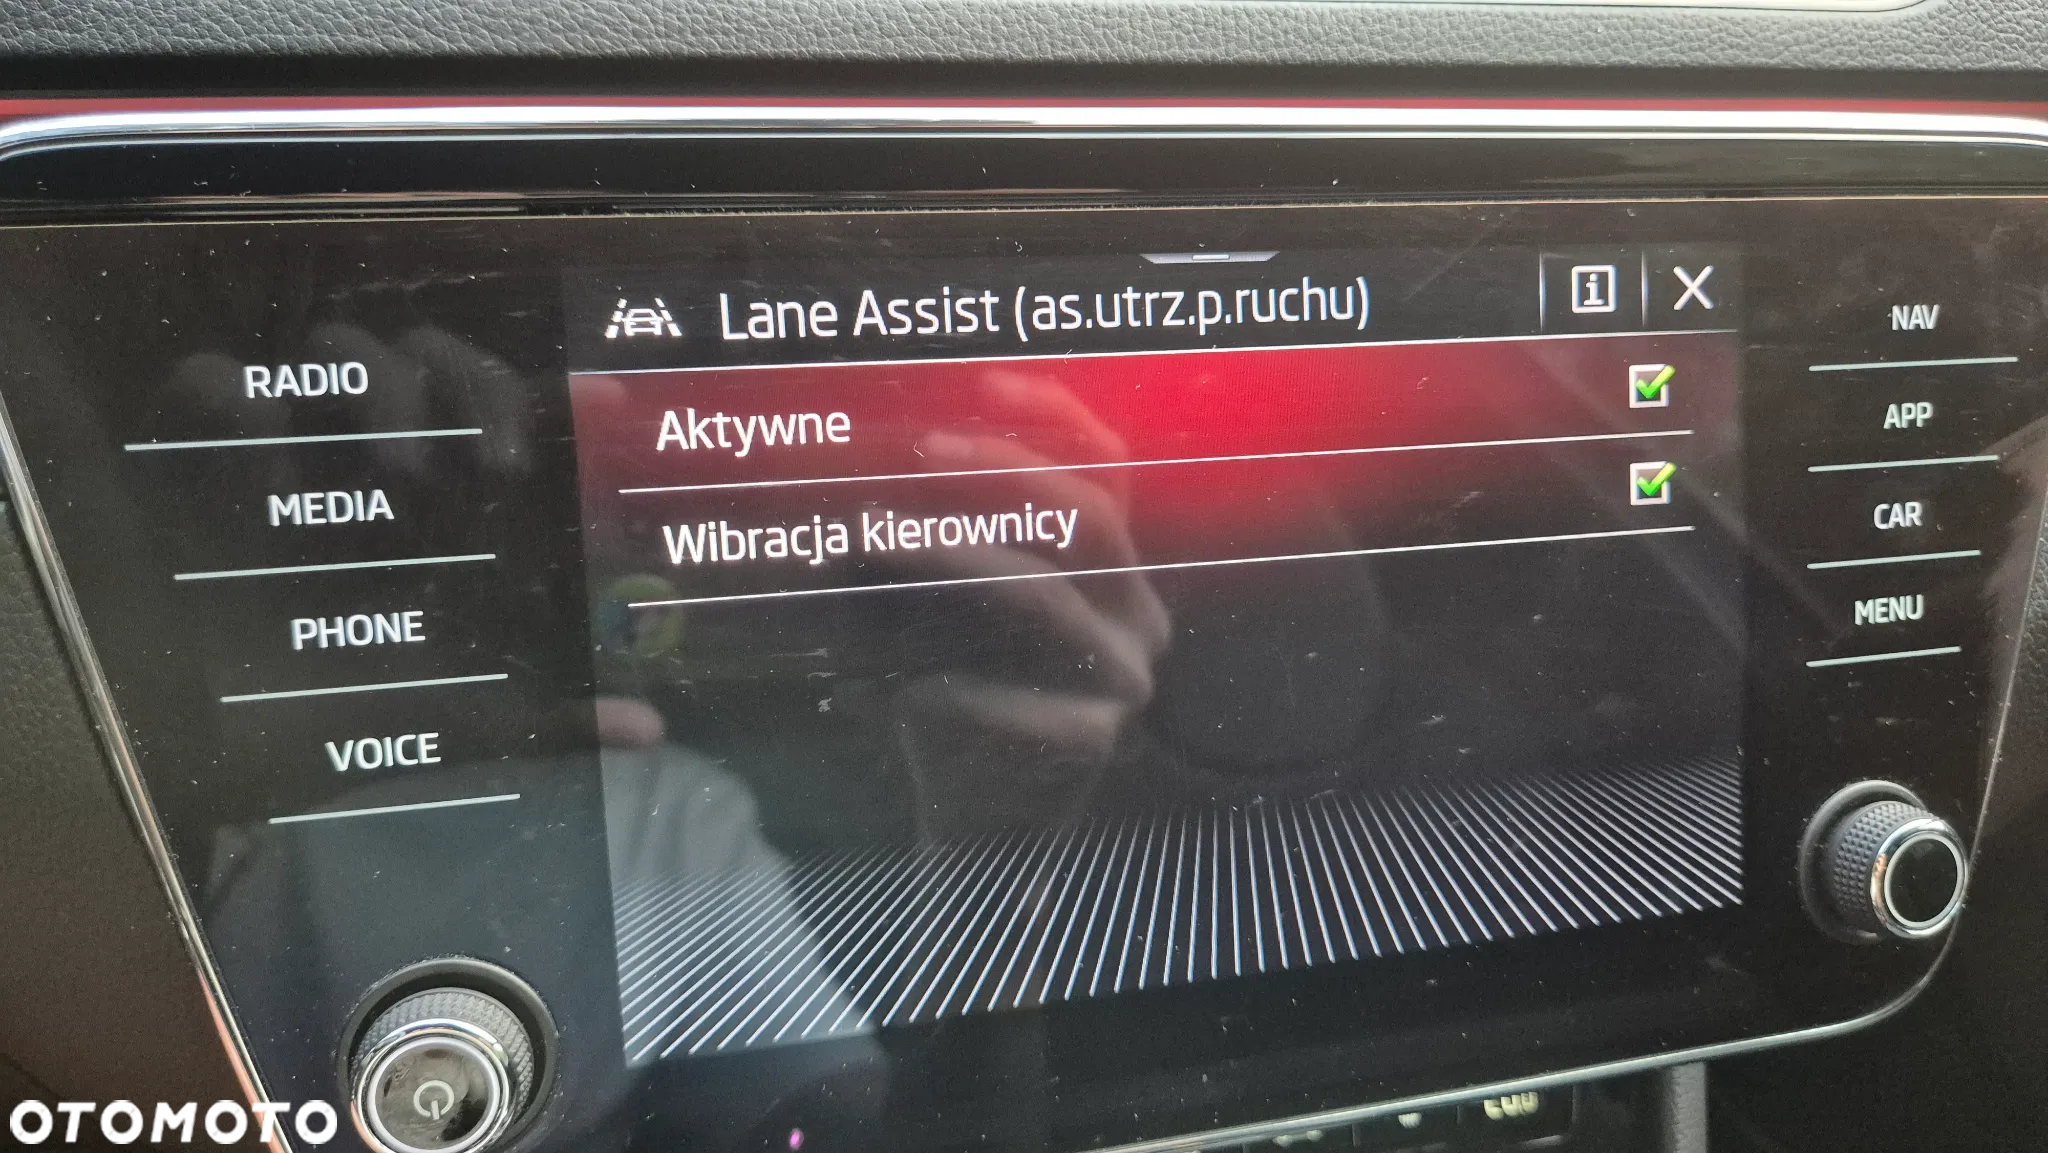 Lane Assist (as.utrz.p.ruchu)
Aktywne
Wibracja kierownicy
RADIO
MEDIA
PHONE
VOICE
NAV
APP
CAR
MENU
OTOMOTO